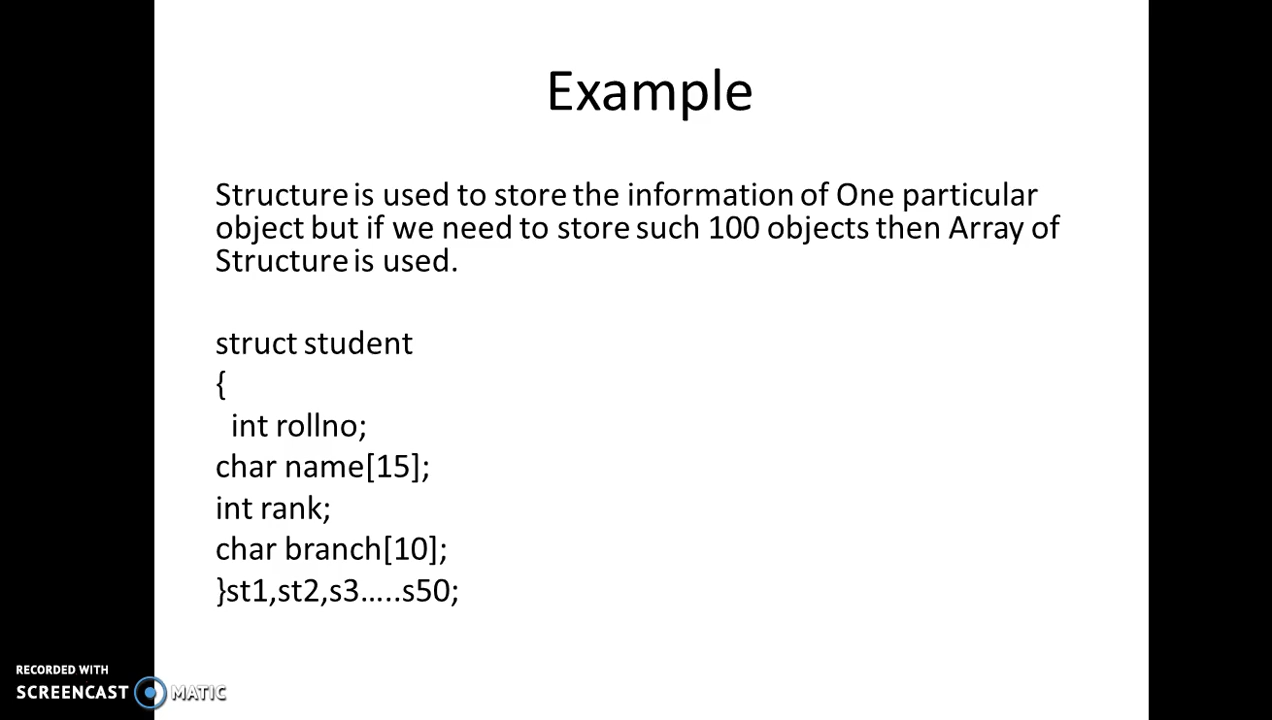 Example
Structure is used to store the information of One particular
object but if we need to store such 100 objects then Array of
Structure is used.
struct student
{
int rollno;
char name[15];
int rank;
char branch[10];
}st1,st2,s3.....s50;
RECORDED WITH
SCREENCAST MATIC